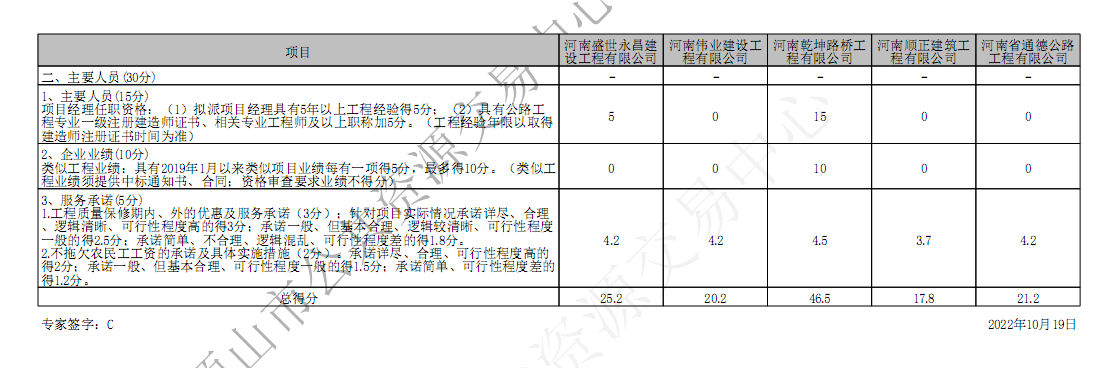 项目
河南盛世永昌建
设工程有限公司
河南伟业建设工
程有限公司
河南乾坤路桥工
程有限公司
河南顺正建筑工
程有限公司
河南省通德公路
工程有限公司
二、主要人员(30分) - - - - -
1、主要人员(15分)
项目经理任职资格：（1）拟派项目经理具有5年以上工程经验得5分；（2）具有公路工
程专业一级注册建造师证书、相关专业工程师及以上职称加5分。（工程经验年限以取得
建造师注册证书时间为准）
5 0 15 0 0
2、企业业绩(10分)
类似工程业绩：具有2019年1月以来类似项目业绩每有一项得5分，最多得10分。（类似工
程业绩须提供中标通知书、合同；资格审查要求业绩不得分）
0 0 10 0 0
3、服务承诺(5分)
1.工程质量保修期内、外的优惠及服务承诺（3分）；针对项目实际情况承诺详尽、合理
、逻辑清晰、可行性程度高的得3分；承诺一般、但基本合理、逻辑较清晰、可行性程度
一般的得2.5分；承诺简单、不合理、逻辑混乱、可行性程度差的得1.8分。
2.不拖欠农民工工资的承诺及具体实施措施（2分）。承诺详尽、合理、可行性程度高的
得2分；承诺一般、但基本合理、可行性程度一般的得1.5分；承诺简单、可行性程度差的
得1.2分。
4.2 4.2 4.5 3.7 4.2
总得分 25.2 20.2 46.5 17.8 21.2
专家签字：C 2022年10月19日
山市公共资源交易中心
资源交易中心